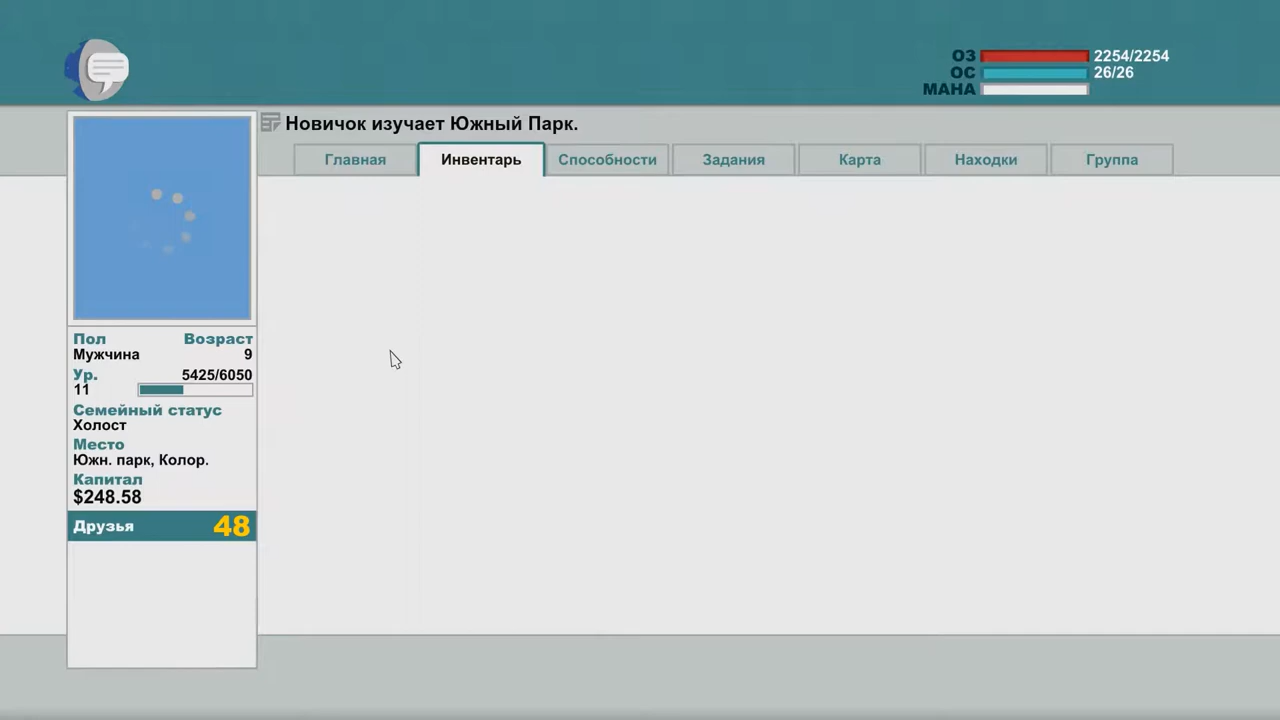 ОЗ 2254/2254
ОС 26/26
МАНА
Новичок изучает Южный Парк.
Главная Инвентарь Способности Задания Карта Находки Группа
Пол Возраст
Мужчина 9
Ур. 5425/6050
11
Семейный статус
Холост
Место
Южн. парк, Колор.
Капитал
$248.58
Друзья 48